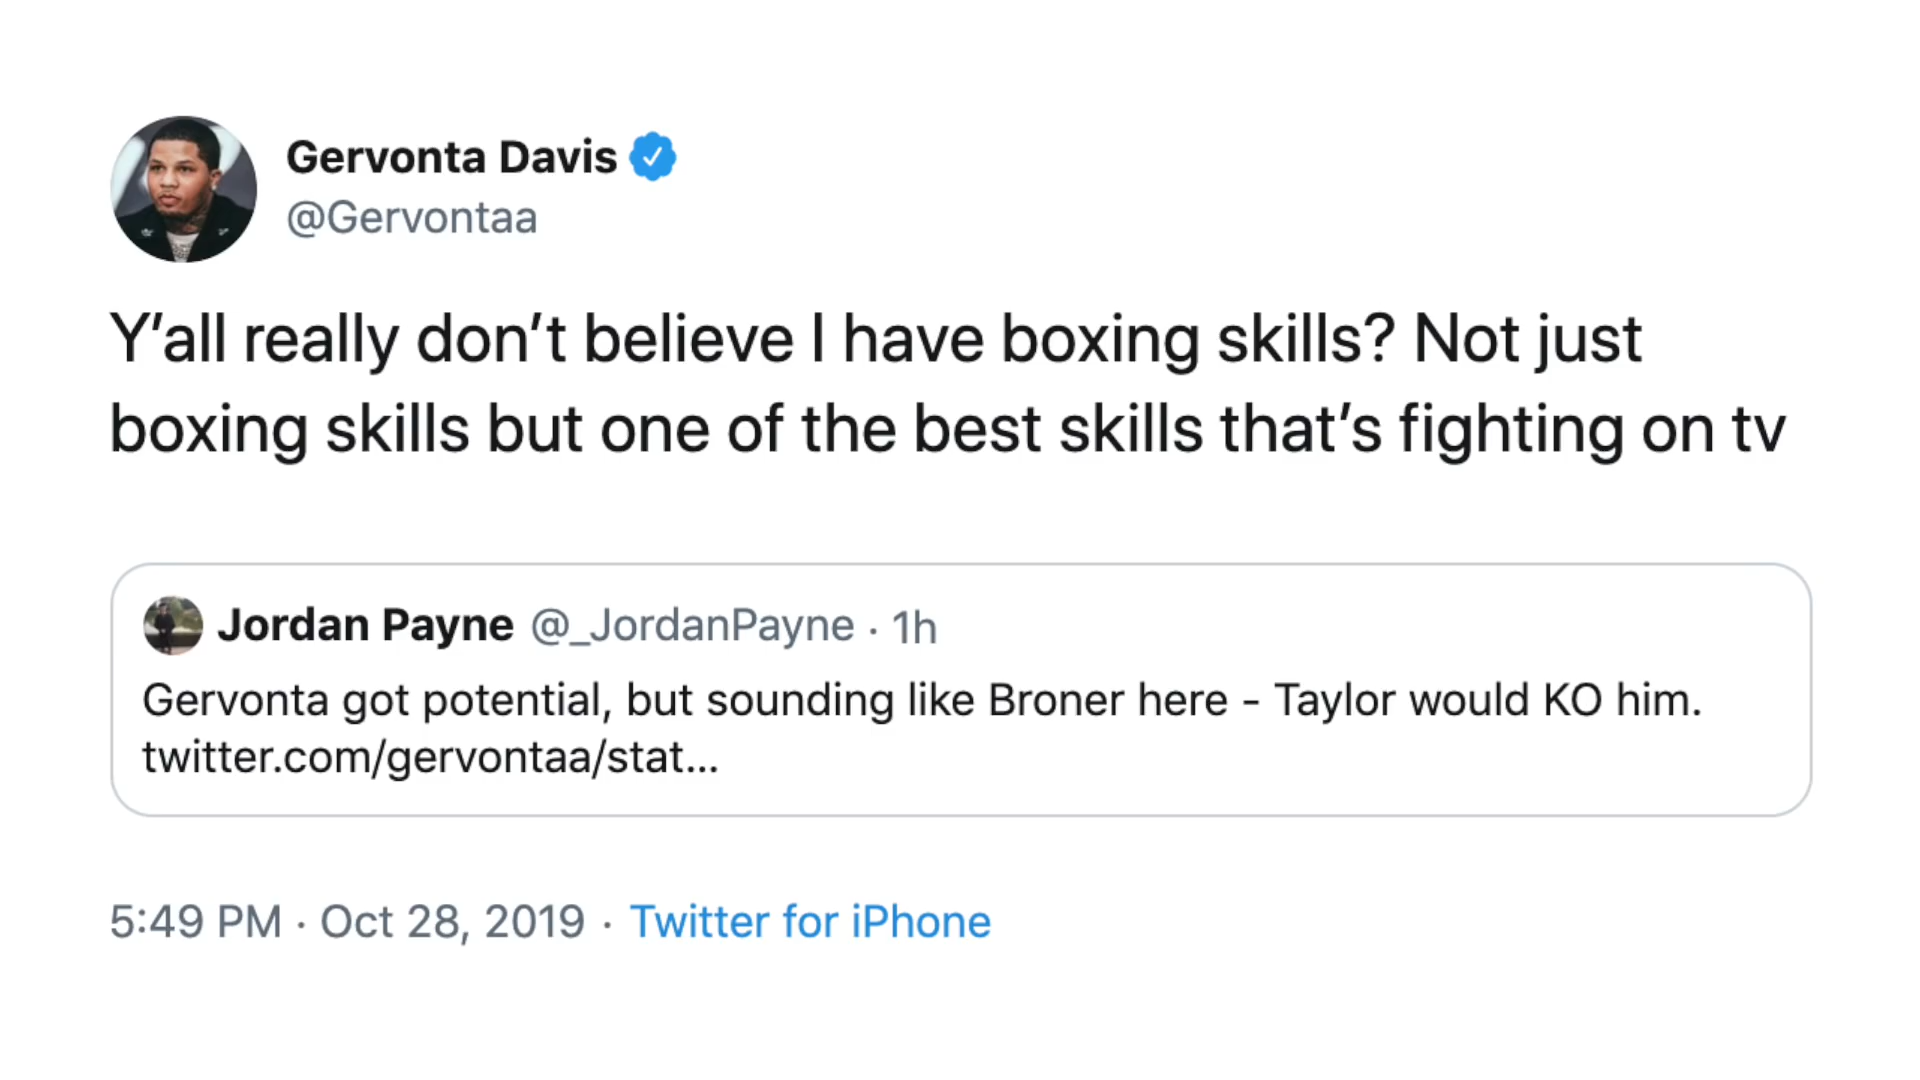 Gervonta Davis
@Gervontaa
Y’all really don’t believe I have boxing skills? Not just
boxing skills but one of the best skills that’s fighting on tv
Jordan Payne @_JordanPayne · 1h
Gervonta got potential, but sounding like Broner here - Taylor would KO him.
twitter.com/gervontaa/stat...
5:49 PM · Oct 28, 2019 · Twitter for iPhone